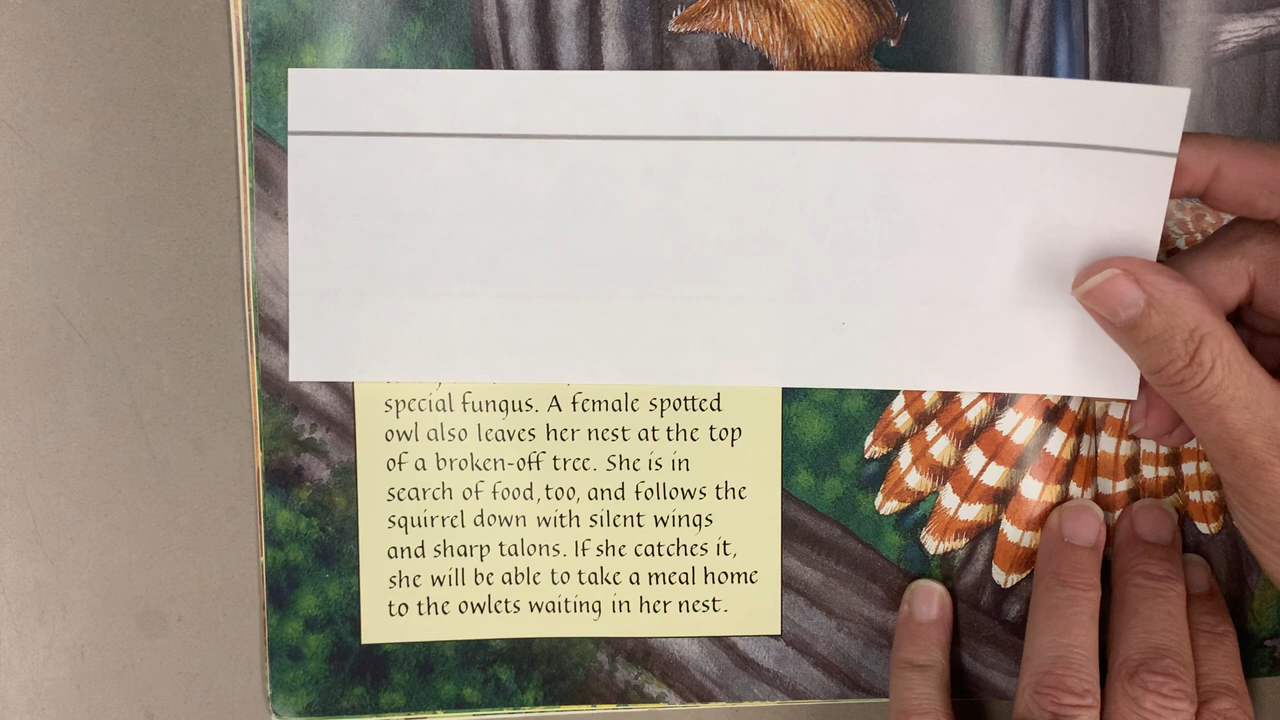 special fungus. A female spotted
owl also leaves her nest at the top
of a broken-off tree. She is in
search of food, too, and follows the
squirrel down with silent wings
and sharp talons. If she catches it,
she will be able to take a meal home
to the owlets waiting in her nest.